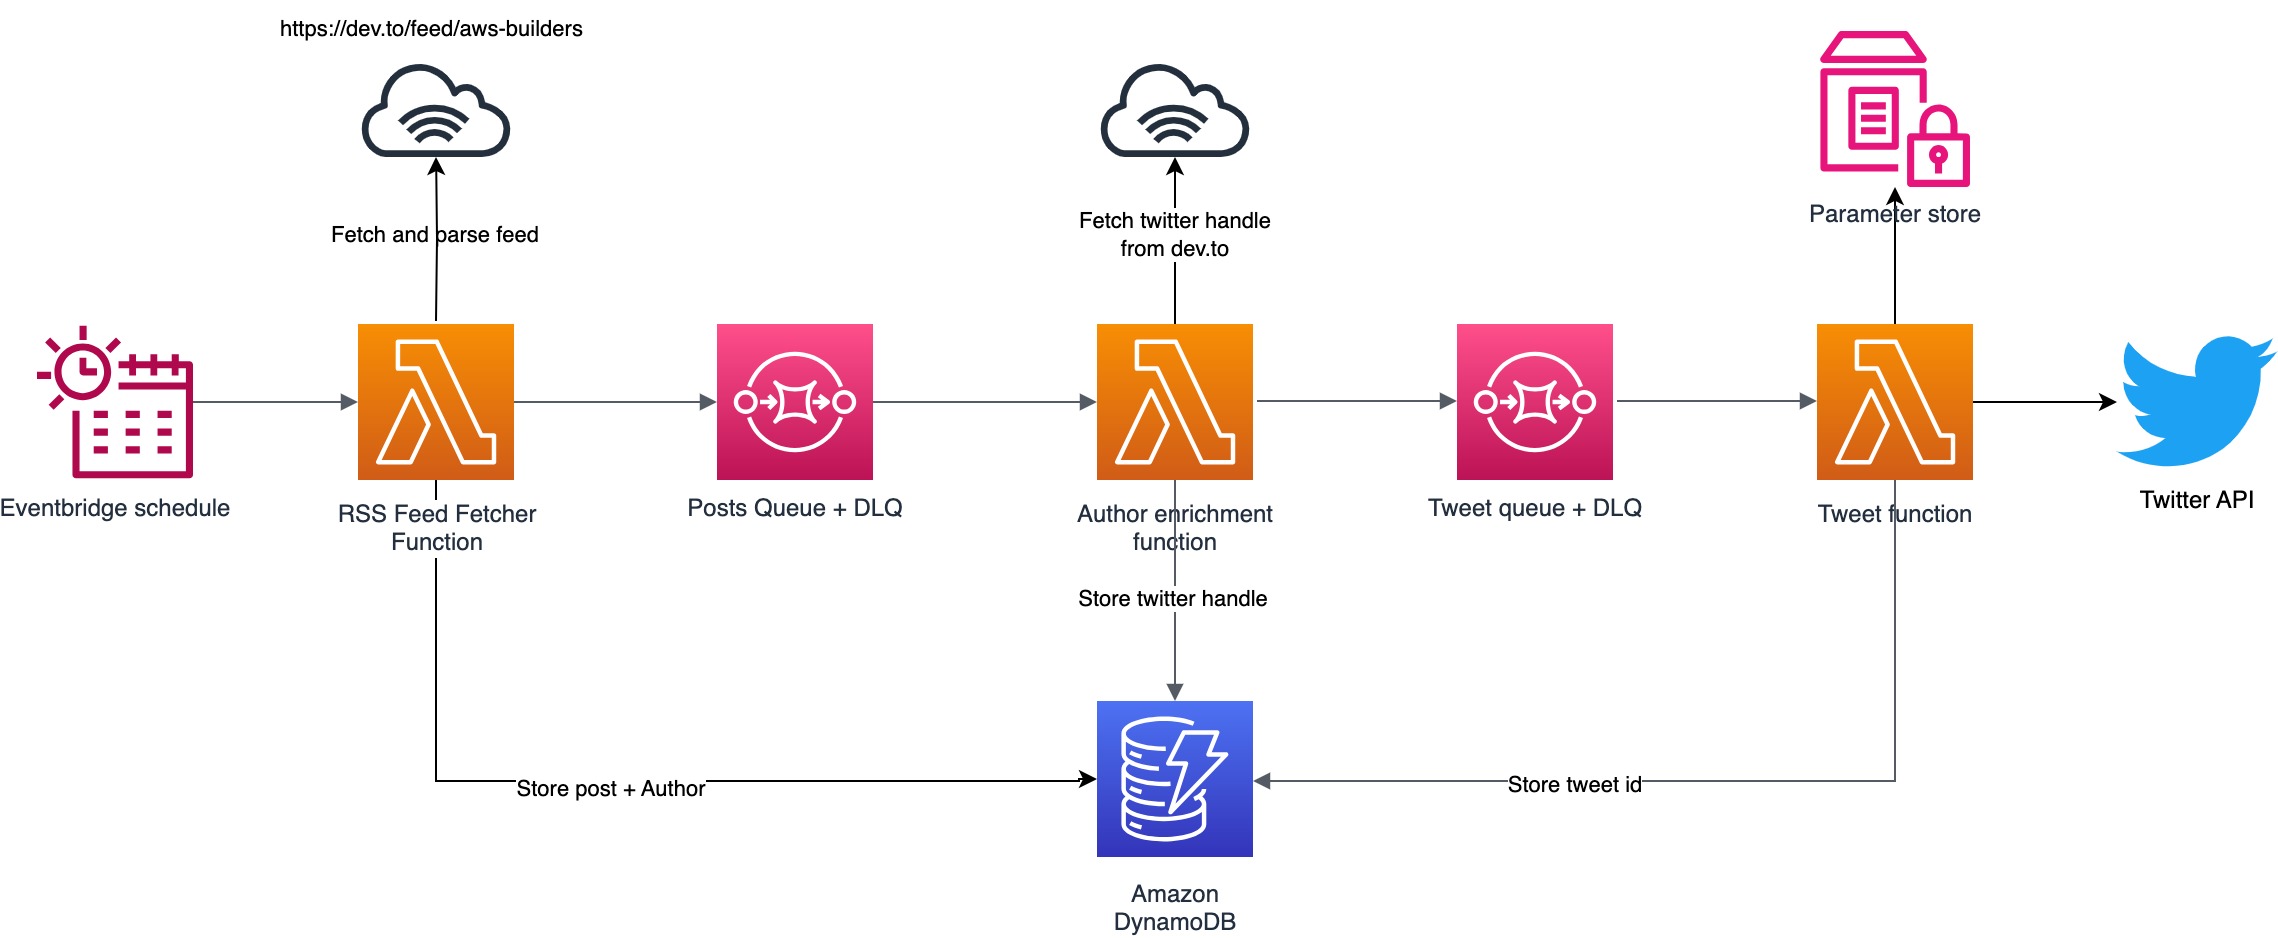 https://dev.to/feed/aws-builders
Fetch and parse feed
Fetch twitter handle
from dev.to
Parameter store
Eventbridge schedule
RSS Feed Fetcher
Function
Posts Queue + DLQ
Author enrichment
function
Tweet queue + DLQ
Tweet function
Twitter API
Store twitter handle
Store post + Author
Store tweet id
Amazon
DynamoDB